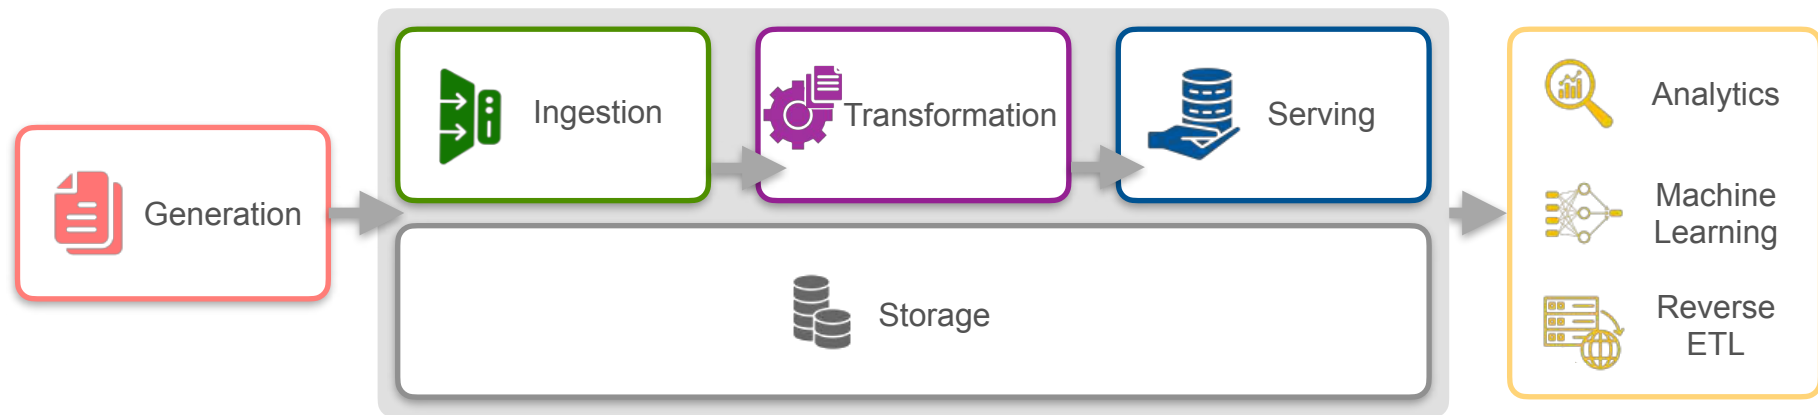 Generation
Ingestion
Transformation
Serving
Storage
Analytics
Machine
Learning
Reverse
ETL